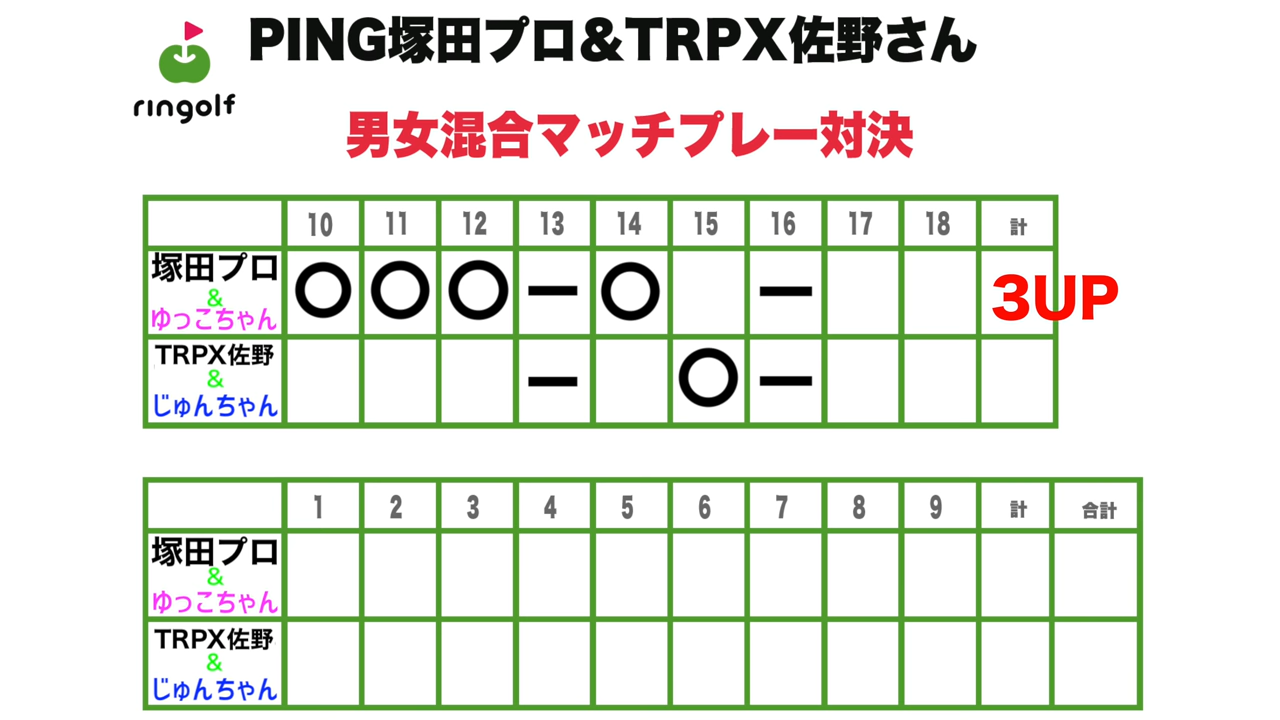 PING塚田プロ&TRPX佐野さん
ringolf
男女混合マッチプレー対決
10 11 12 13 14 15 16 17 18 計
塚田プロ
&
ゆっこちゃん
○ ○ ○ ー ○ ー 3UP
TRPX佐野
&
じゅんちゃん
ー ○ ー
1 2 3 4 5 6 7 8 9 計 合計
塚田プロ
&
ゆっこちゃん
TRPX佐野
&
じゅんちゃん